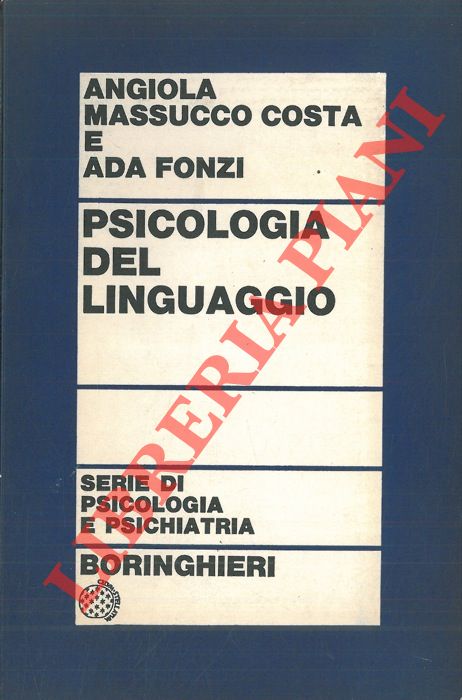 ANGIOLA
MASSUCCO COSTA
E
ADA FONZI
PSICOLOGIA
DEL
LINGUAGGIO
SERIE DI
PSICOLOGIA
E PSICHIATRIA
BORINGHIERI
LIBRERIA PIANI